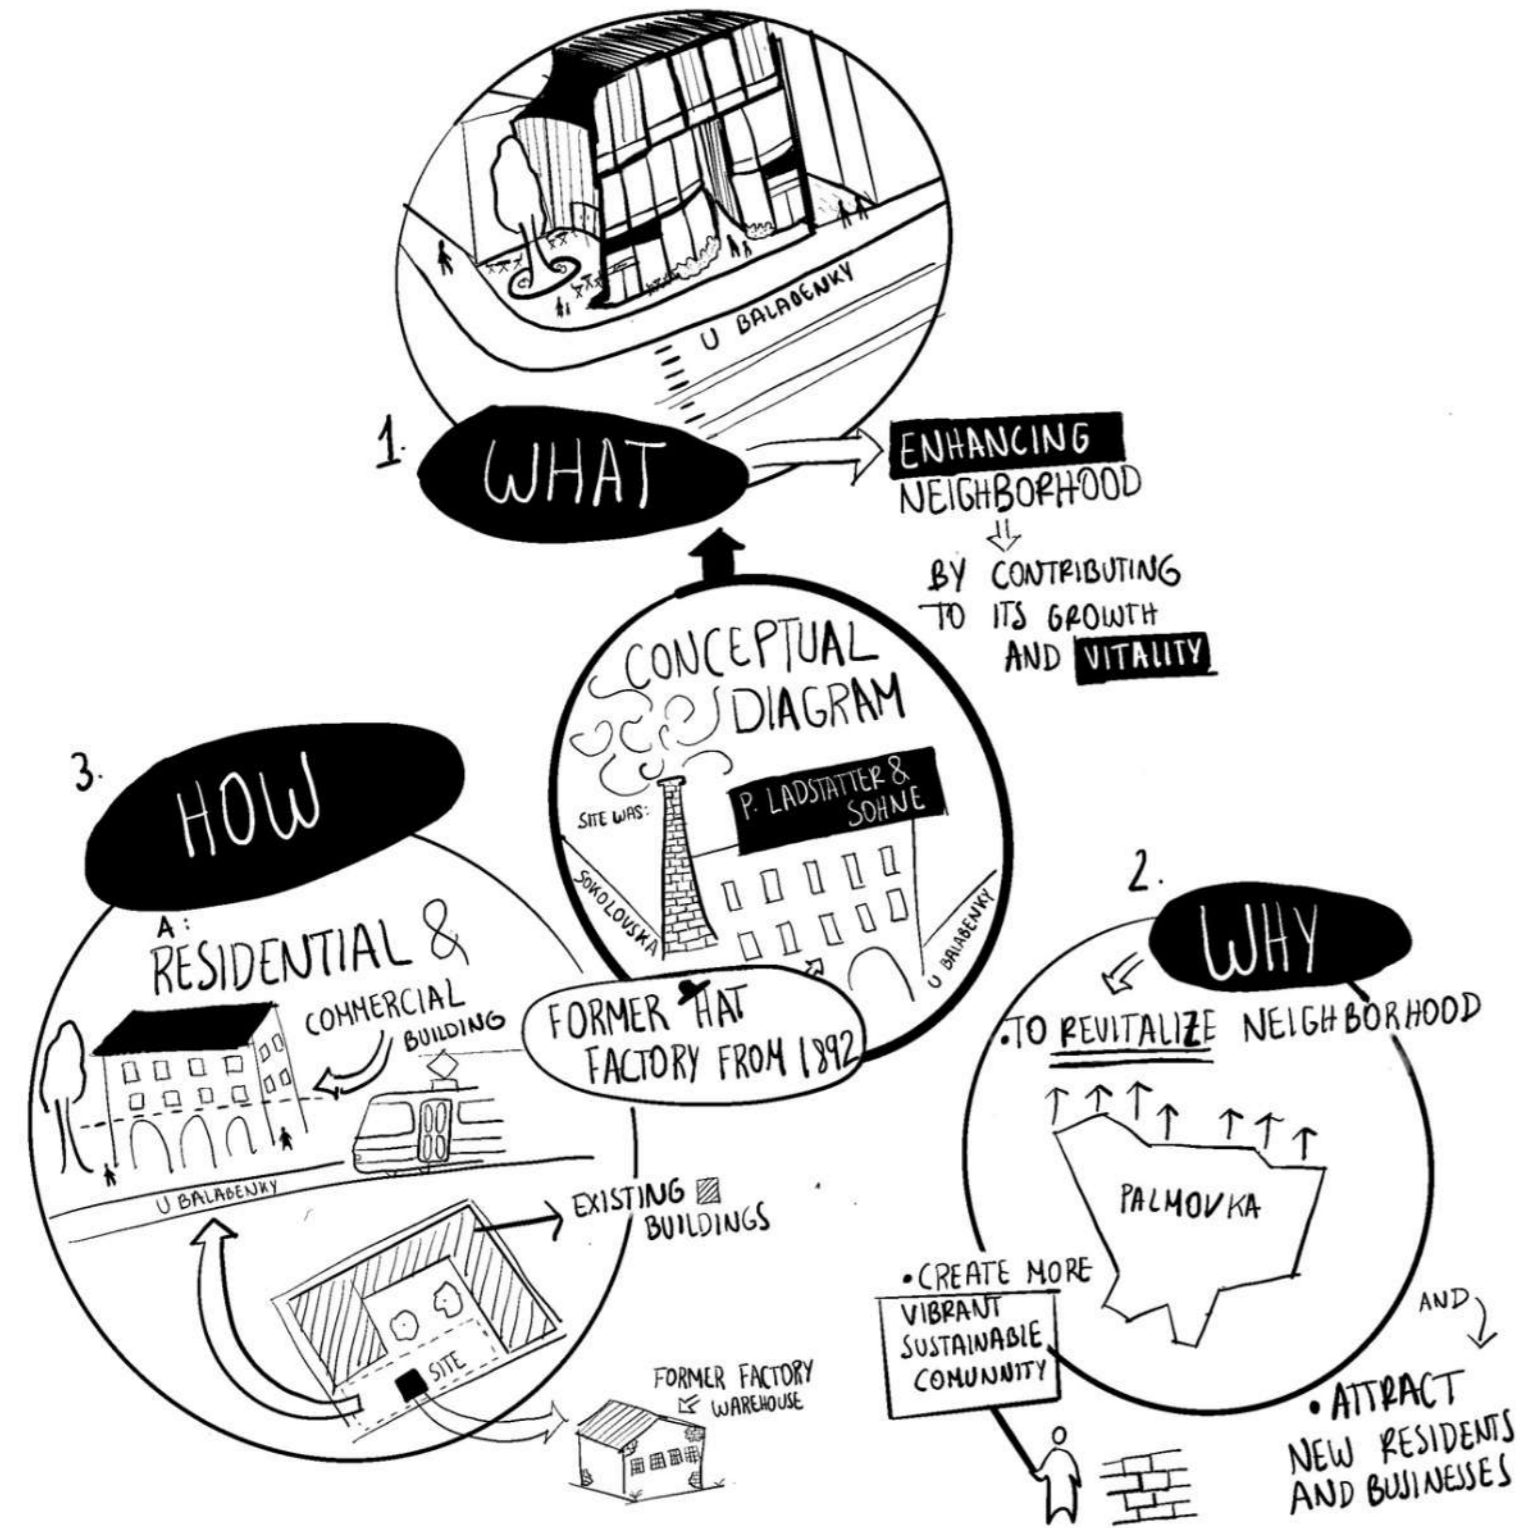 U BALABENKY
1.
WHAT
ENHANCING
NEIGHBORHOOD
BY CONTRIBUTING
TO ITS GROWTH
AND VITALITY
CONCEPTUAL
DIAGRAM
SITE WAS:
P. LADSTATTER &
SOHNE
SOKOLOVSKA
U BALABENKY
FORMER HAT
FACTORY FROM 1892
2.
WHY
• TO REVITALIZE NEIGHBORHOOD
PALMOVKA
• CREATE MORE
VIBRANT
SUSTAINABLE
COMUNNITY
AND
• ATTRACT
NEW RESIDENTS
AND BUSINESSES
3.
HOW
A:
RESIDENTIAL &
COMMERCIAL
BUILDING
U BALABENKY
EXISTING
BUILDINGS
SITE
FORMER FACTORY
WAREHOUSE